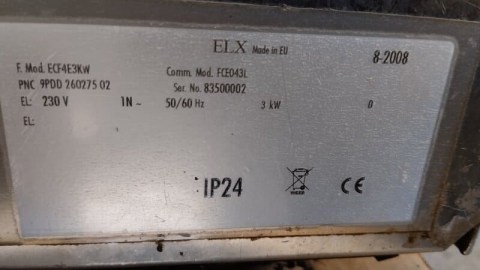 ELX Made in EU 8-2008
F. Mod. ECF4E3KW Comm. Mod. FCE043L
PNC 9PDD 260275 02 Ser. No. 83500002
EL: 230 V 1N ~ 50/60 Hz 3 kW 0
EL:
IP24 CE